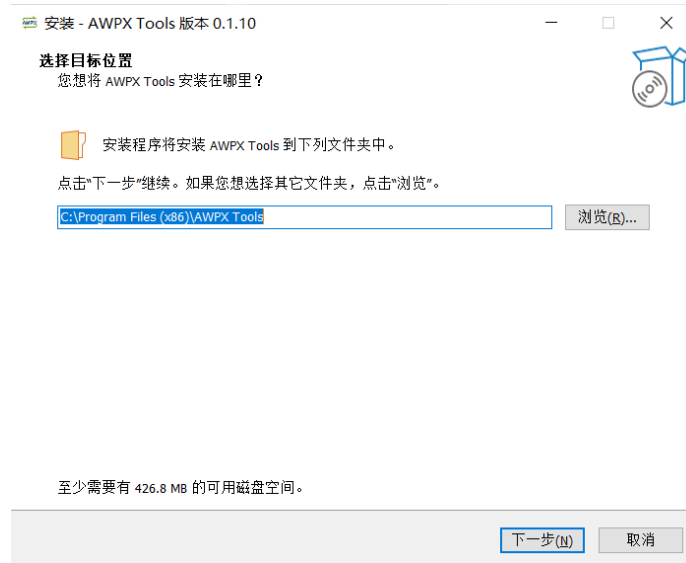 安装 - AWPX Tools 版本 0.1.10
选择目标位置
您想将 AWPX Tools 安装在哪里？
安装程序将安装 AWPX Tools 到下列文件夹中。
点击“下一步”继续。如果您想选择其它文件夹，点击“浏览”。
C:\Program Files (x86)\AWPX Tools
浏览(R)...
至少需要有 426.8 MB 的可用磁盘空间。
下一步(N)
取消